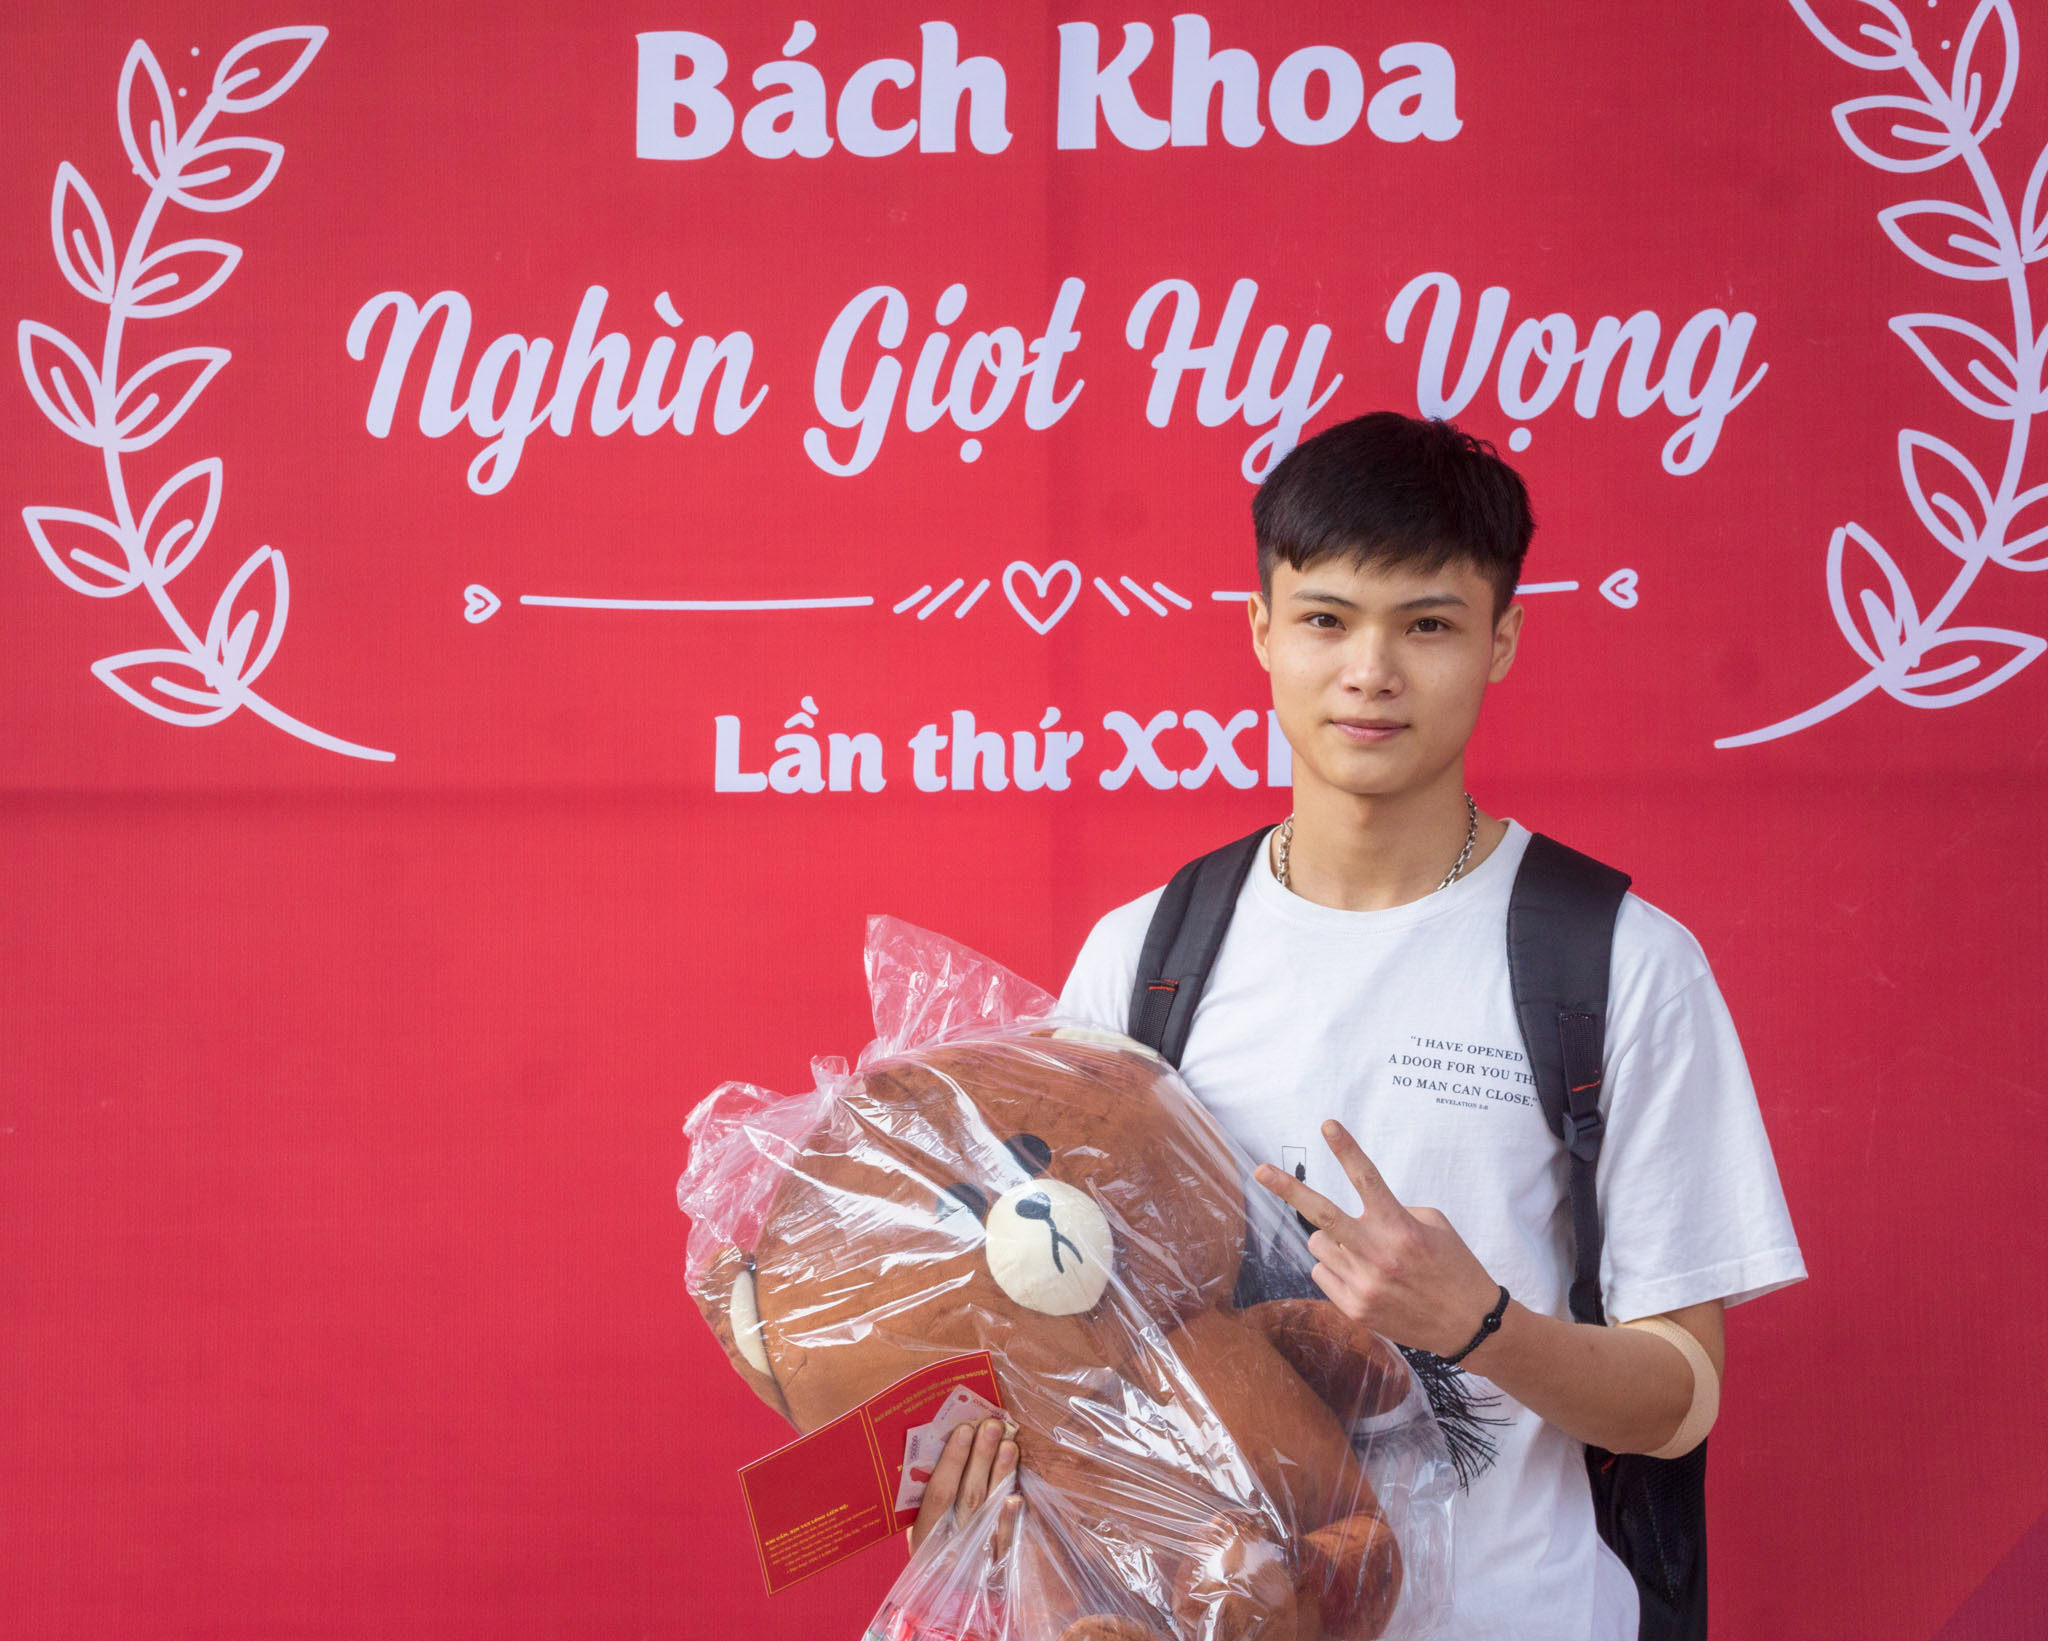 Bách Khoa
Nghìn Giọt Hy Vọng
Lần thứ XXI
"I HAVE OPENED
A DOOR FOR YOU TH
NO MAN CAN CLOSE."
REVELATION 3:8